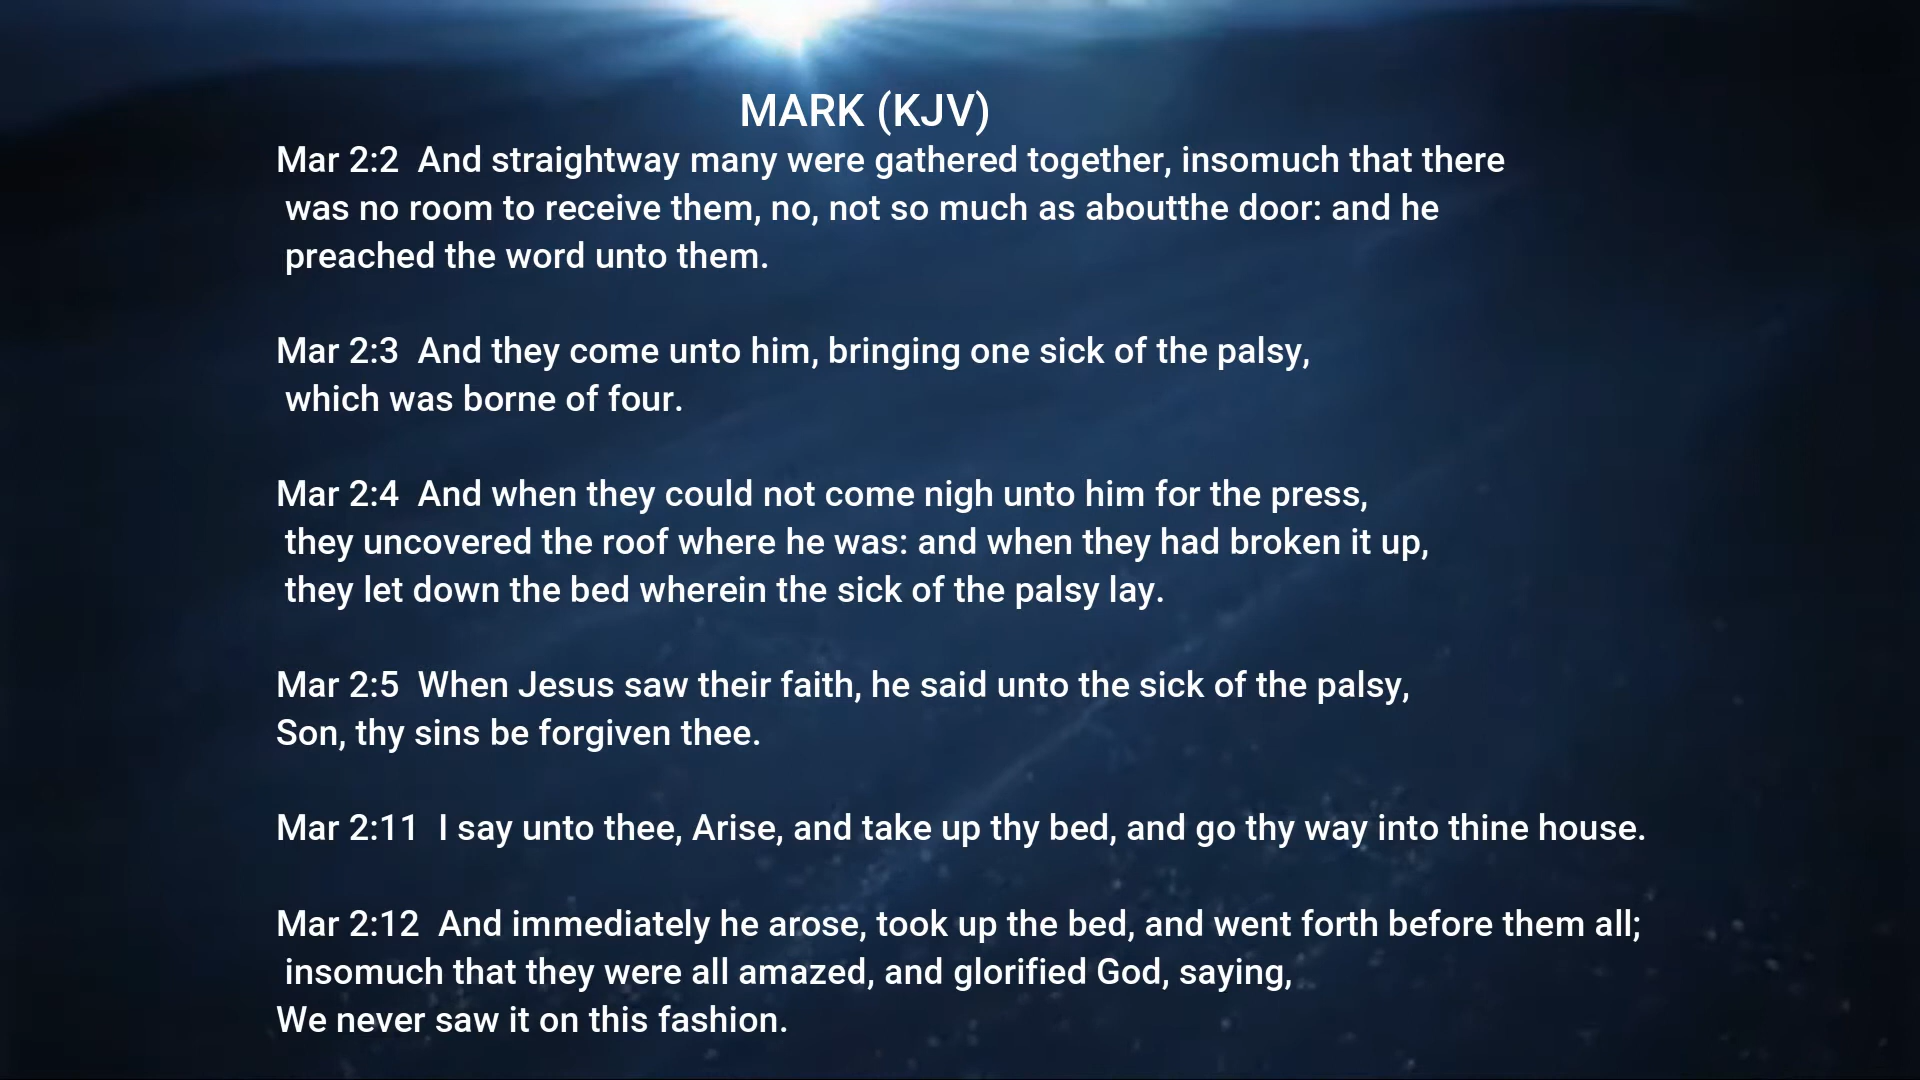 MARK (KJV)
Mar 2:2  And straightway many were gathered together, insomuch that there
was no room to receive them, no, not so much as aboutthe door: and he
preached the word unto them.
Mar 2:3  And they come unto him, bringing one sick of the palsy,
which was borne of four.
Mar 2:4  And when they could not come nigh unto him for the press,
they uncovered the roof where he was: and when they had broken it up,
they let down the bed wherein the sick of the palsy lay.
Mar 2:5  When Jesus saw their faith, he said unto the sick of the palsy,
Son, thy sins be forgiven thee.
Mar 2:11  I say unto thee, Arise, and take up thy bed, and go thy way into thine house.
Mar 2:12  And immediately he arose, took up the bed, and went forth before them all;
insomuch that they were all amazed, and glorified God, saying,
We never saw it on this fashion.